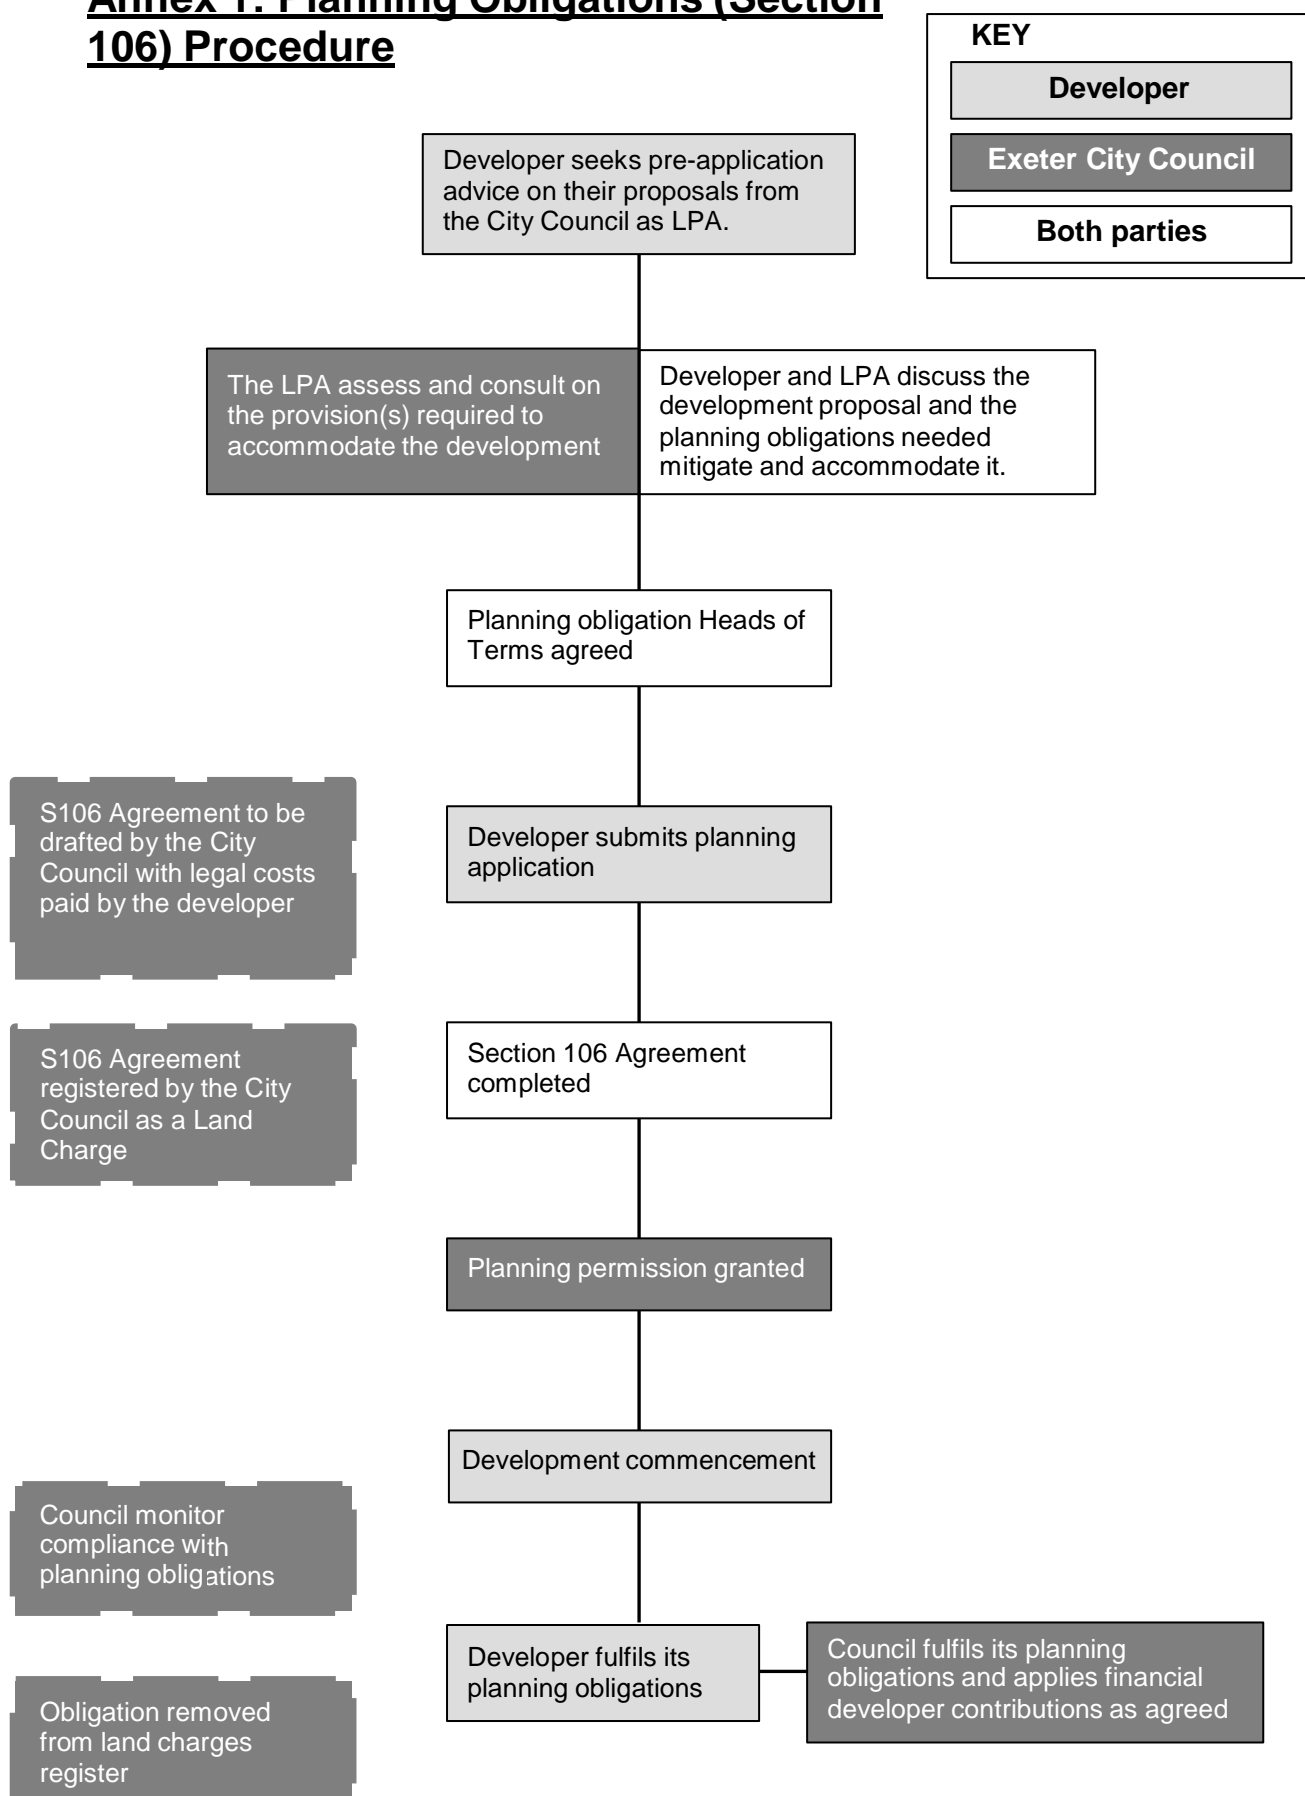 Annex 1: Planning Obligations (Section
106) Procedure
KEY
Developer
Exeter City Council
Both parties
Developer seeks pre-application
advice on their proposals from
the City Council as LPA.
The LPA assess and consult on
the provision(s) required to
accommodate the development
Developer and LPA discuss the
development proposal and the
planning obligations needed
mitigate and accommodate it.
Planning obligation Heads of
Terms agreed
S106 Agreement to be
drafted by the City
Council with legal costs
paid by the developer
Developer submits planning
application
S106 Agreement
registered by the City
Council as a Land
Charge
Section 106 Agreement
completed
Planning permission granted
Development commencement
Council monitor
compliance with
planning obligations
Developer fulfils its
planning obligations
Council fulfils its planning
obligations and applies financial
developer contributions as agreed
Obligation removed
from land charges
register